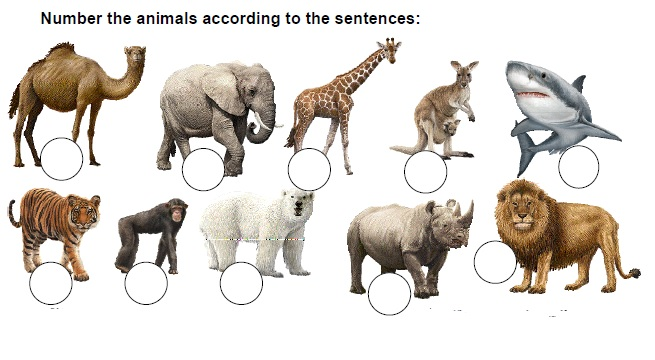 Number the animals according to the sentences: